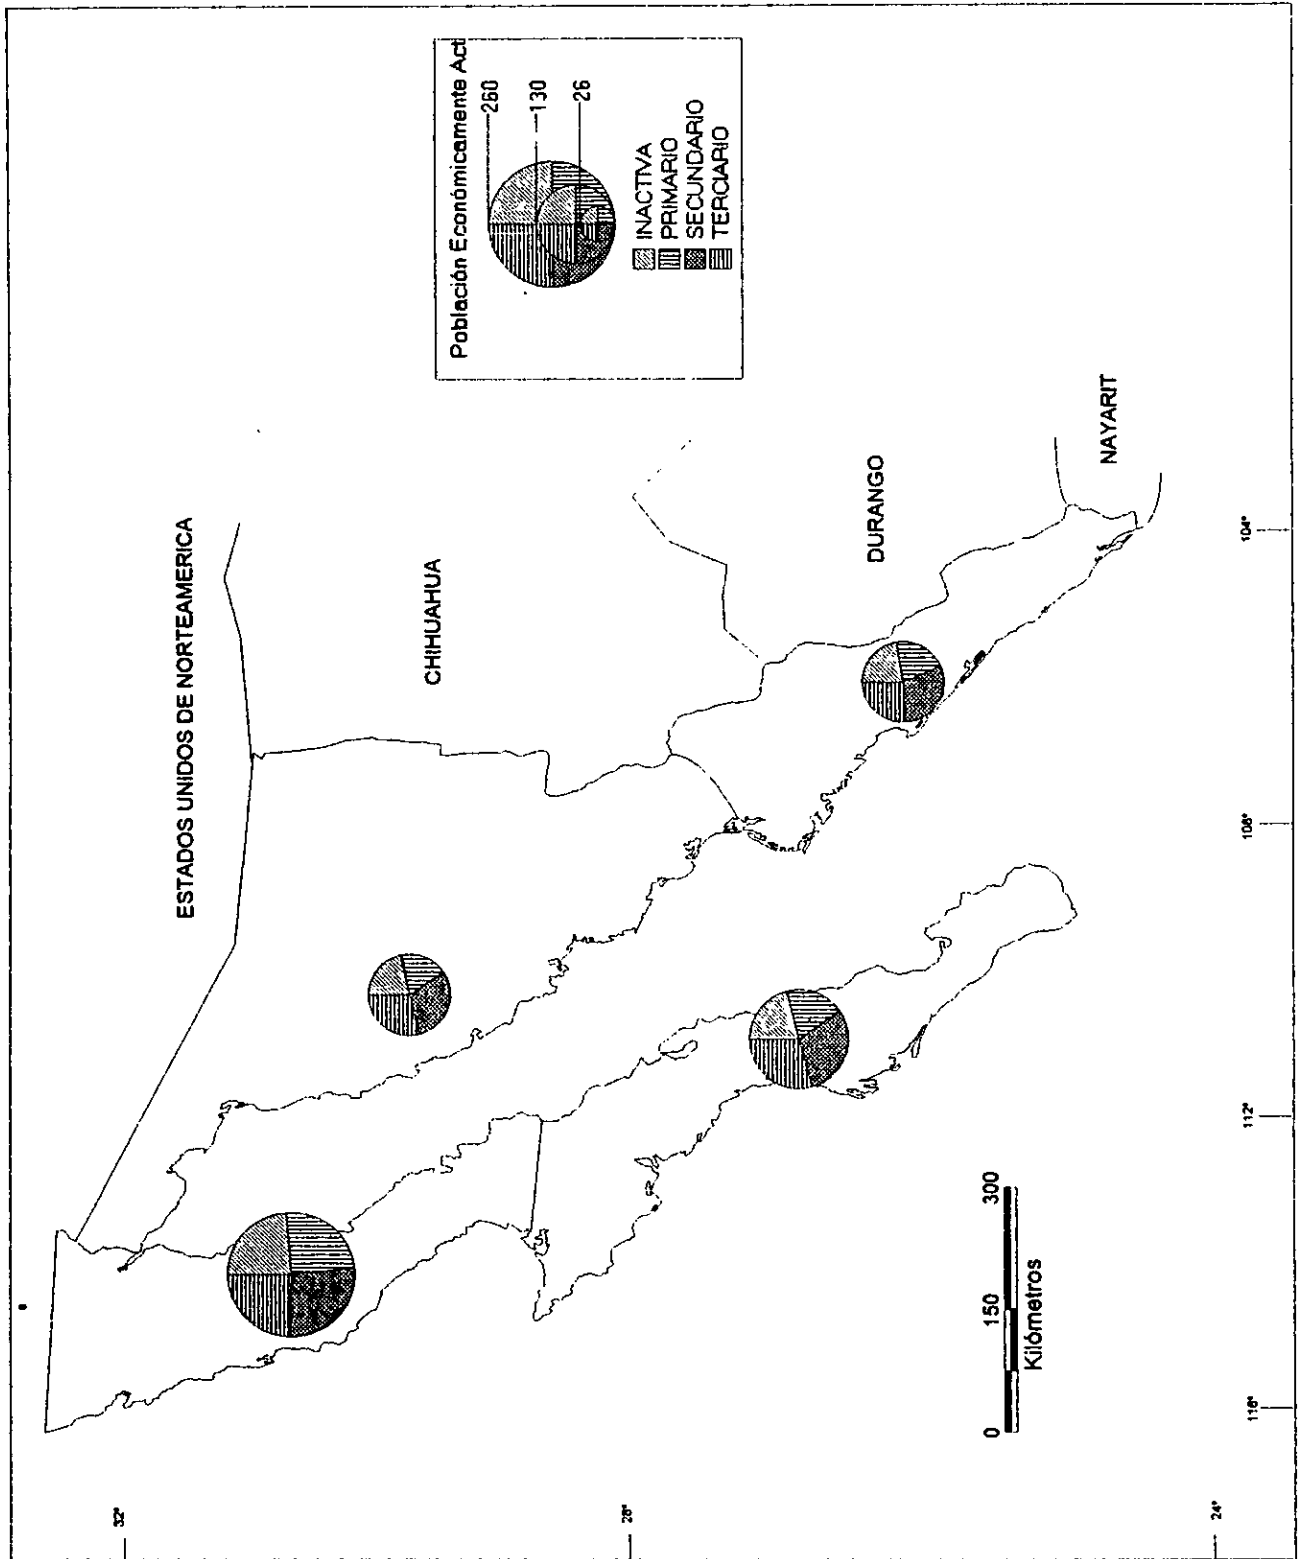 ESTADOS UNIDOS DE NORTEAMERICA
CHIHUAHUA
DURANGO
NAYARIT
Población Económicamente Act
260
130
26
INACTIVA
PRIMARIO
SECUNDARIO
TERCIARIO
0 150 300
Kilómetros
32°
28°
24°
116°
112°
108°
104°